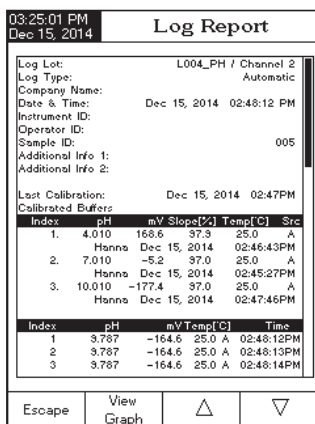 03:25:01 PM
Dec 15, 2014
Log Report
Log Lot: L004_PH / Channel 2
Log Type: Automatic
Company Name:
Date & Time: Dec 15, 2014 02:48:12 PM
Instrument ID:
Operator ID:
Sample ID: 005
Additional Info 1:
Additional Info 2:
Last Calibration: Dec 15, 2014 02:47PM
Calibrated Buffers
Index pH mV Slope[%] Temp[°C] Src
1. 4.010 168.6 97.9 25.0 A
Hanna Dec 15, 2014 02:46:43PM
2. 7.010 -5.2 97.0 25.0 A
Hanna Dec 15, 2014 02:45:27PM
3. 10.010 -177.4 97.0 25.0 A
Hanna Dec 15, 2014 02:47:46PM
Index pH mV Temp[°C] Time
1 9.787 -164.6 25.0 A 02:48:12PM
2 9.787 -164.6 25.0 A 02:48:13PM
3 9.787 -164.6 25.0 A 02:48:14PM
Escape
View
Graph